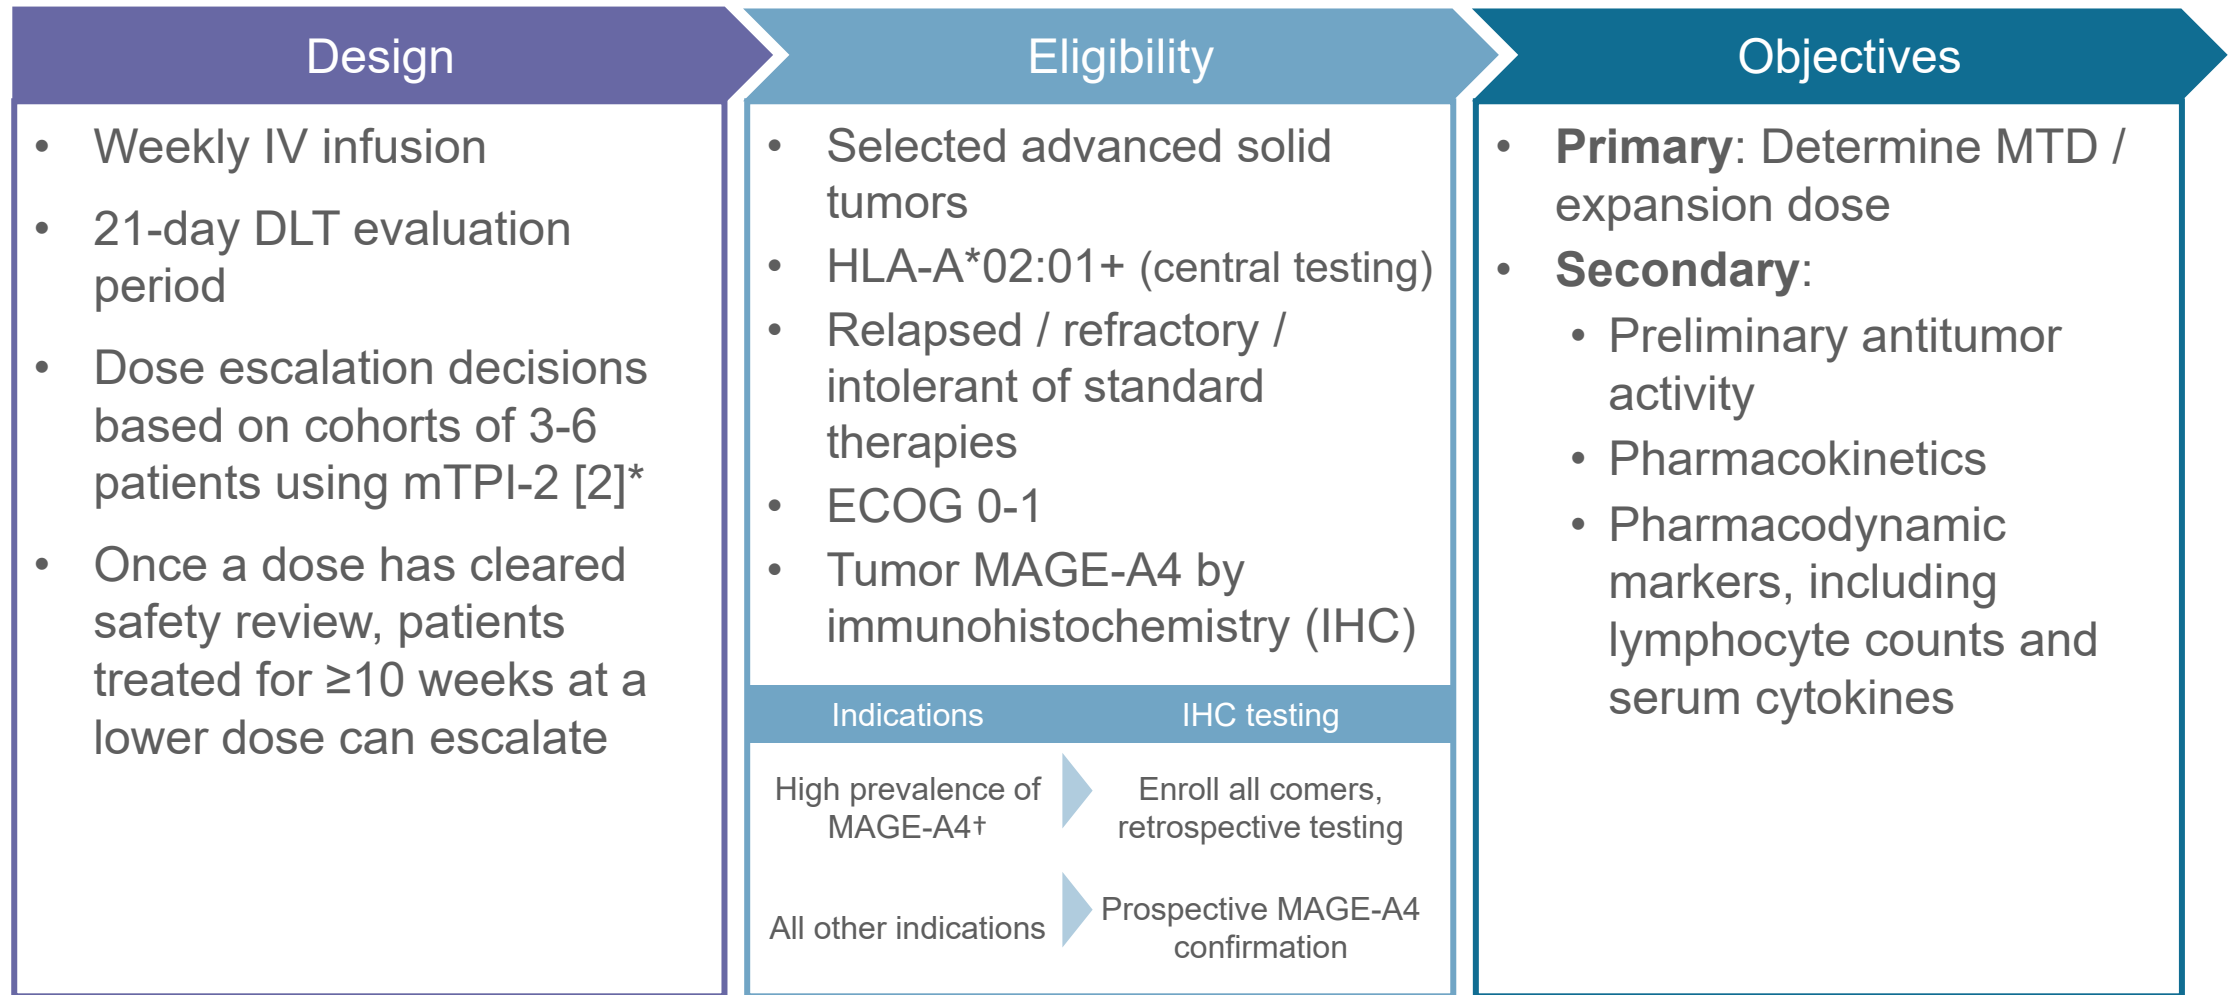 Design
• Weekly IV infusion
• 21-day DLT evaluation
period
• Dose escalation decisions
based on cohorts of 3-6
patients using mTPI-2 [2]*
• Once a dose has cleared
safety review, patients
treated for ≥10 weeks at a
lower dose can escalate
Eligibility
• Selected advanced solid
tumors
• HLA-A*02:01+ (central testing)
• Relapsed / refractory /
intolerant of standard
therapies
• ECOG 0-1
• Tumor MAGE-A4 by
immunohistochemistry (IHC)
Indications IHC testing
High prevalence of
MAGE-A4†
Enroll all comers,
retrospective testing
All other indications
Prospective MAGE-A4
confirmation
Objectives
• Primary: Determine MTD /
expansion dose
• Secondary:
• Preliminary antitumor
activity
• Pharmacokinetics
• Pharmacodynamic
markers, including
lymphocyte counts and
serum cytokines